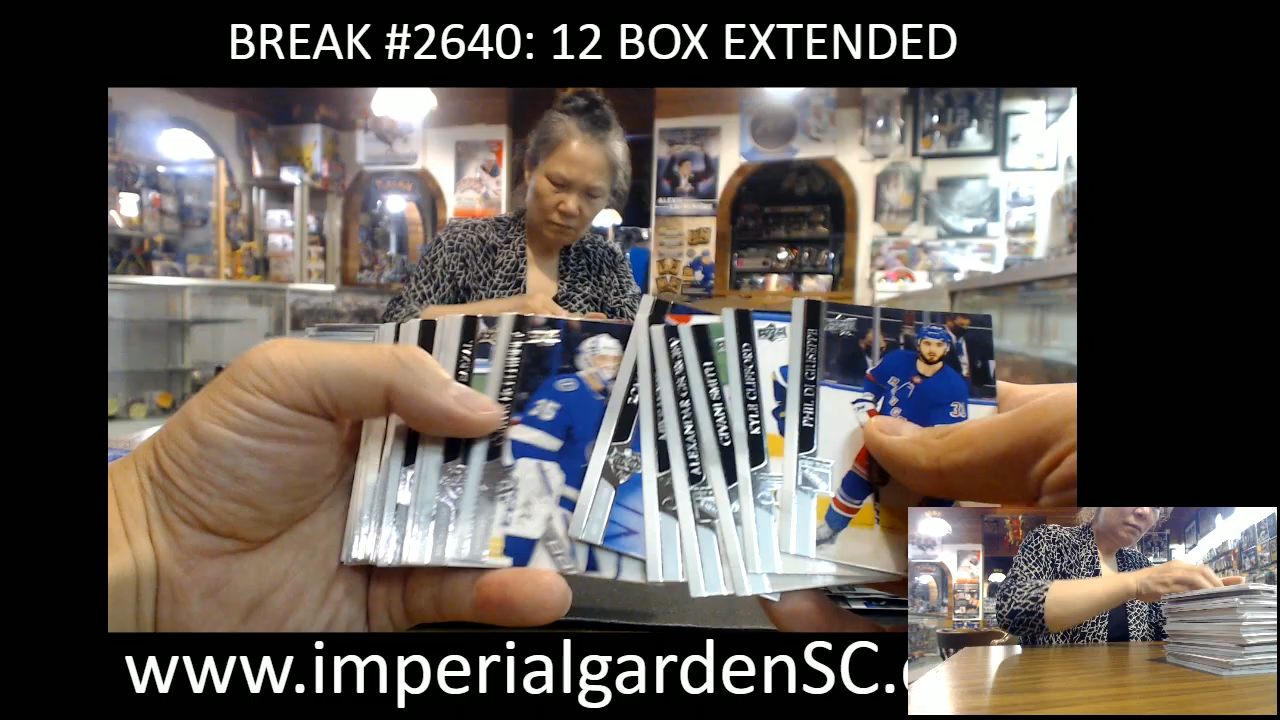 BREAK #2640: 12 BOX EXTENDED
ALEXANDAR GEORGIEV
GIVANI SMITH
KYLE CLIFFORD
PHIL DI GIUSEPPE
www.imperialgardenSC.